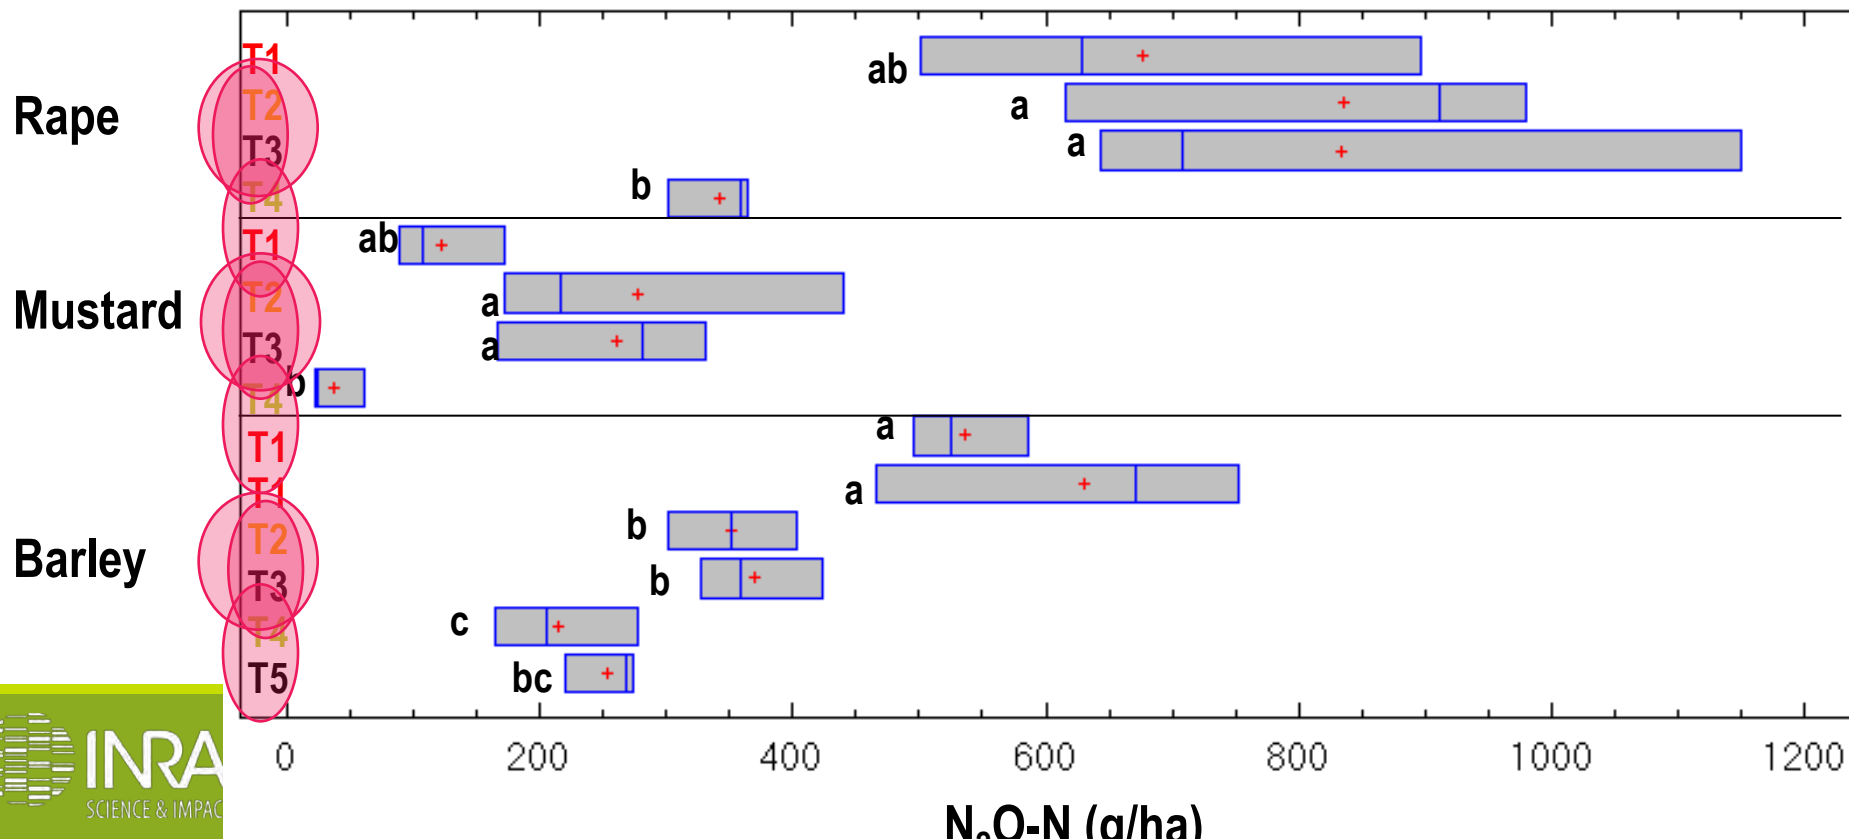 T1
ab
T2
a
Rape
T3
a
T4
b
T1
ab
T2
a
Mustard
T3
a
T4
b
T1
a
T1
a
T2
b
Barley
T3
b
T4
c
T5
bc
INRA
SCIENCE & IMPAC
0 200 400 600 800 1000 1200
N₂O-N (g/ha)